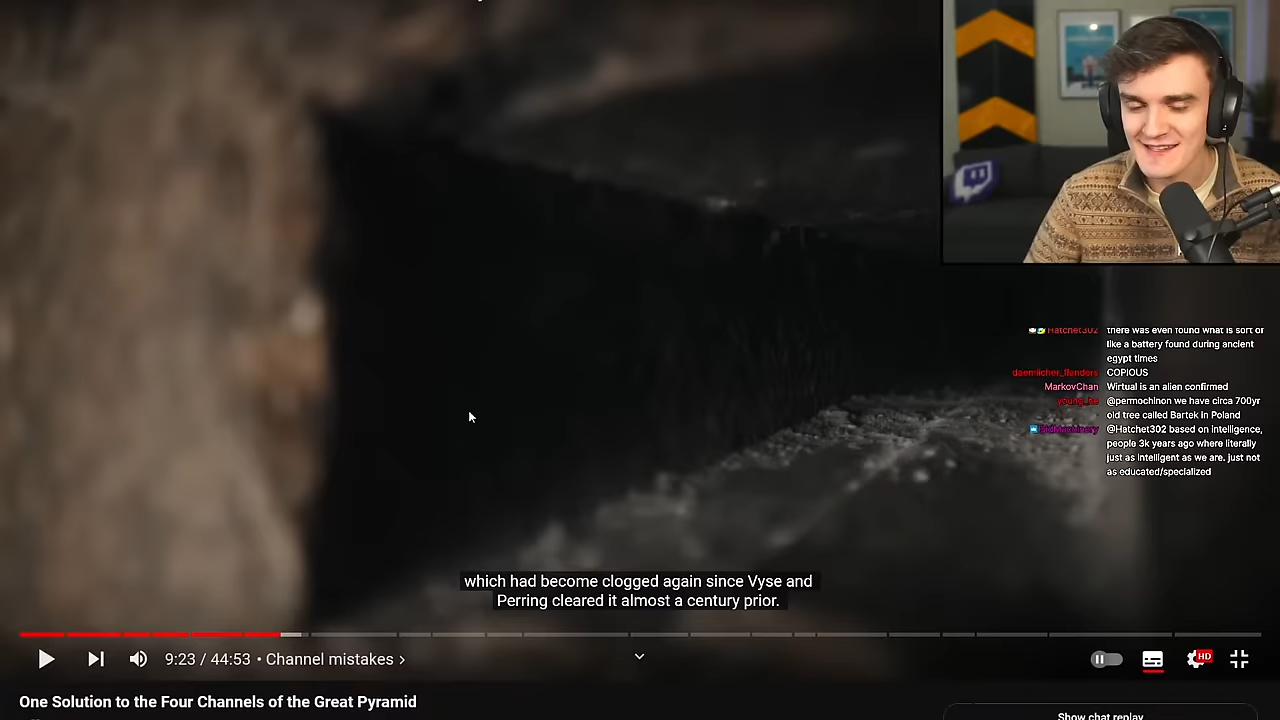 Hatchet302 there was even found what is sort of
like a battery found during ancient
egypt times
daemlicher_flanders COPIOUS
MarkovChan Wirtual is an alien confirmed
@permochinon we have circa 700yr
old tree called Bartek in Poland
@Hatchet302 based on intelligence,
people 3k years ago where literally
just as intelligent as we are. just not
as educated/specialized
which had become clogged again since Vyse and
Perring cleared it almost a century prior.
9:23 / 44:53 • Channel mistakes >
HD
One Solution to the Four Channels of the Great Pyramid
Show chat replay